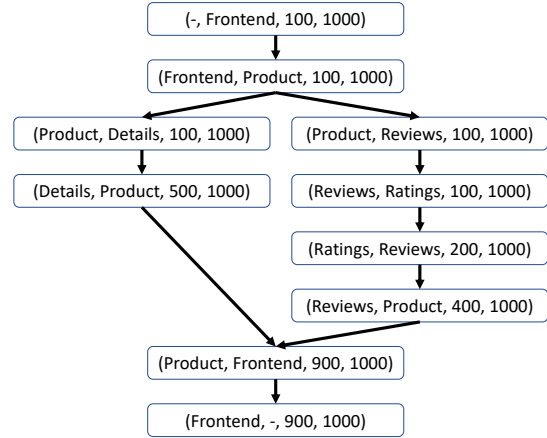 (-, Frontend, 100, 1000)
(Frontend, Product, 100, 1000)
(Product, Details, 100, 1000)
(Product, Reviews, 100, 1000)
(Details, Product, 500, 1000)
(Reviews, Ratings, 100, 1000)
(Ratings, Reviews, 200, 1000)
(Reviews, Product, 400, 1000)
(Product, Frontend, 900, 1000)
(Frontend, -, 900, 1000)